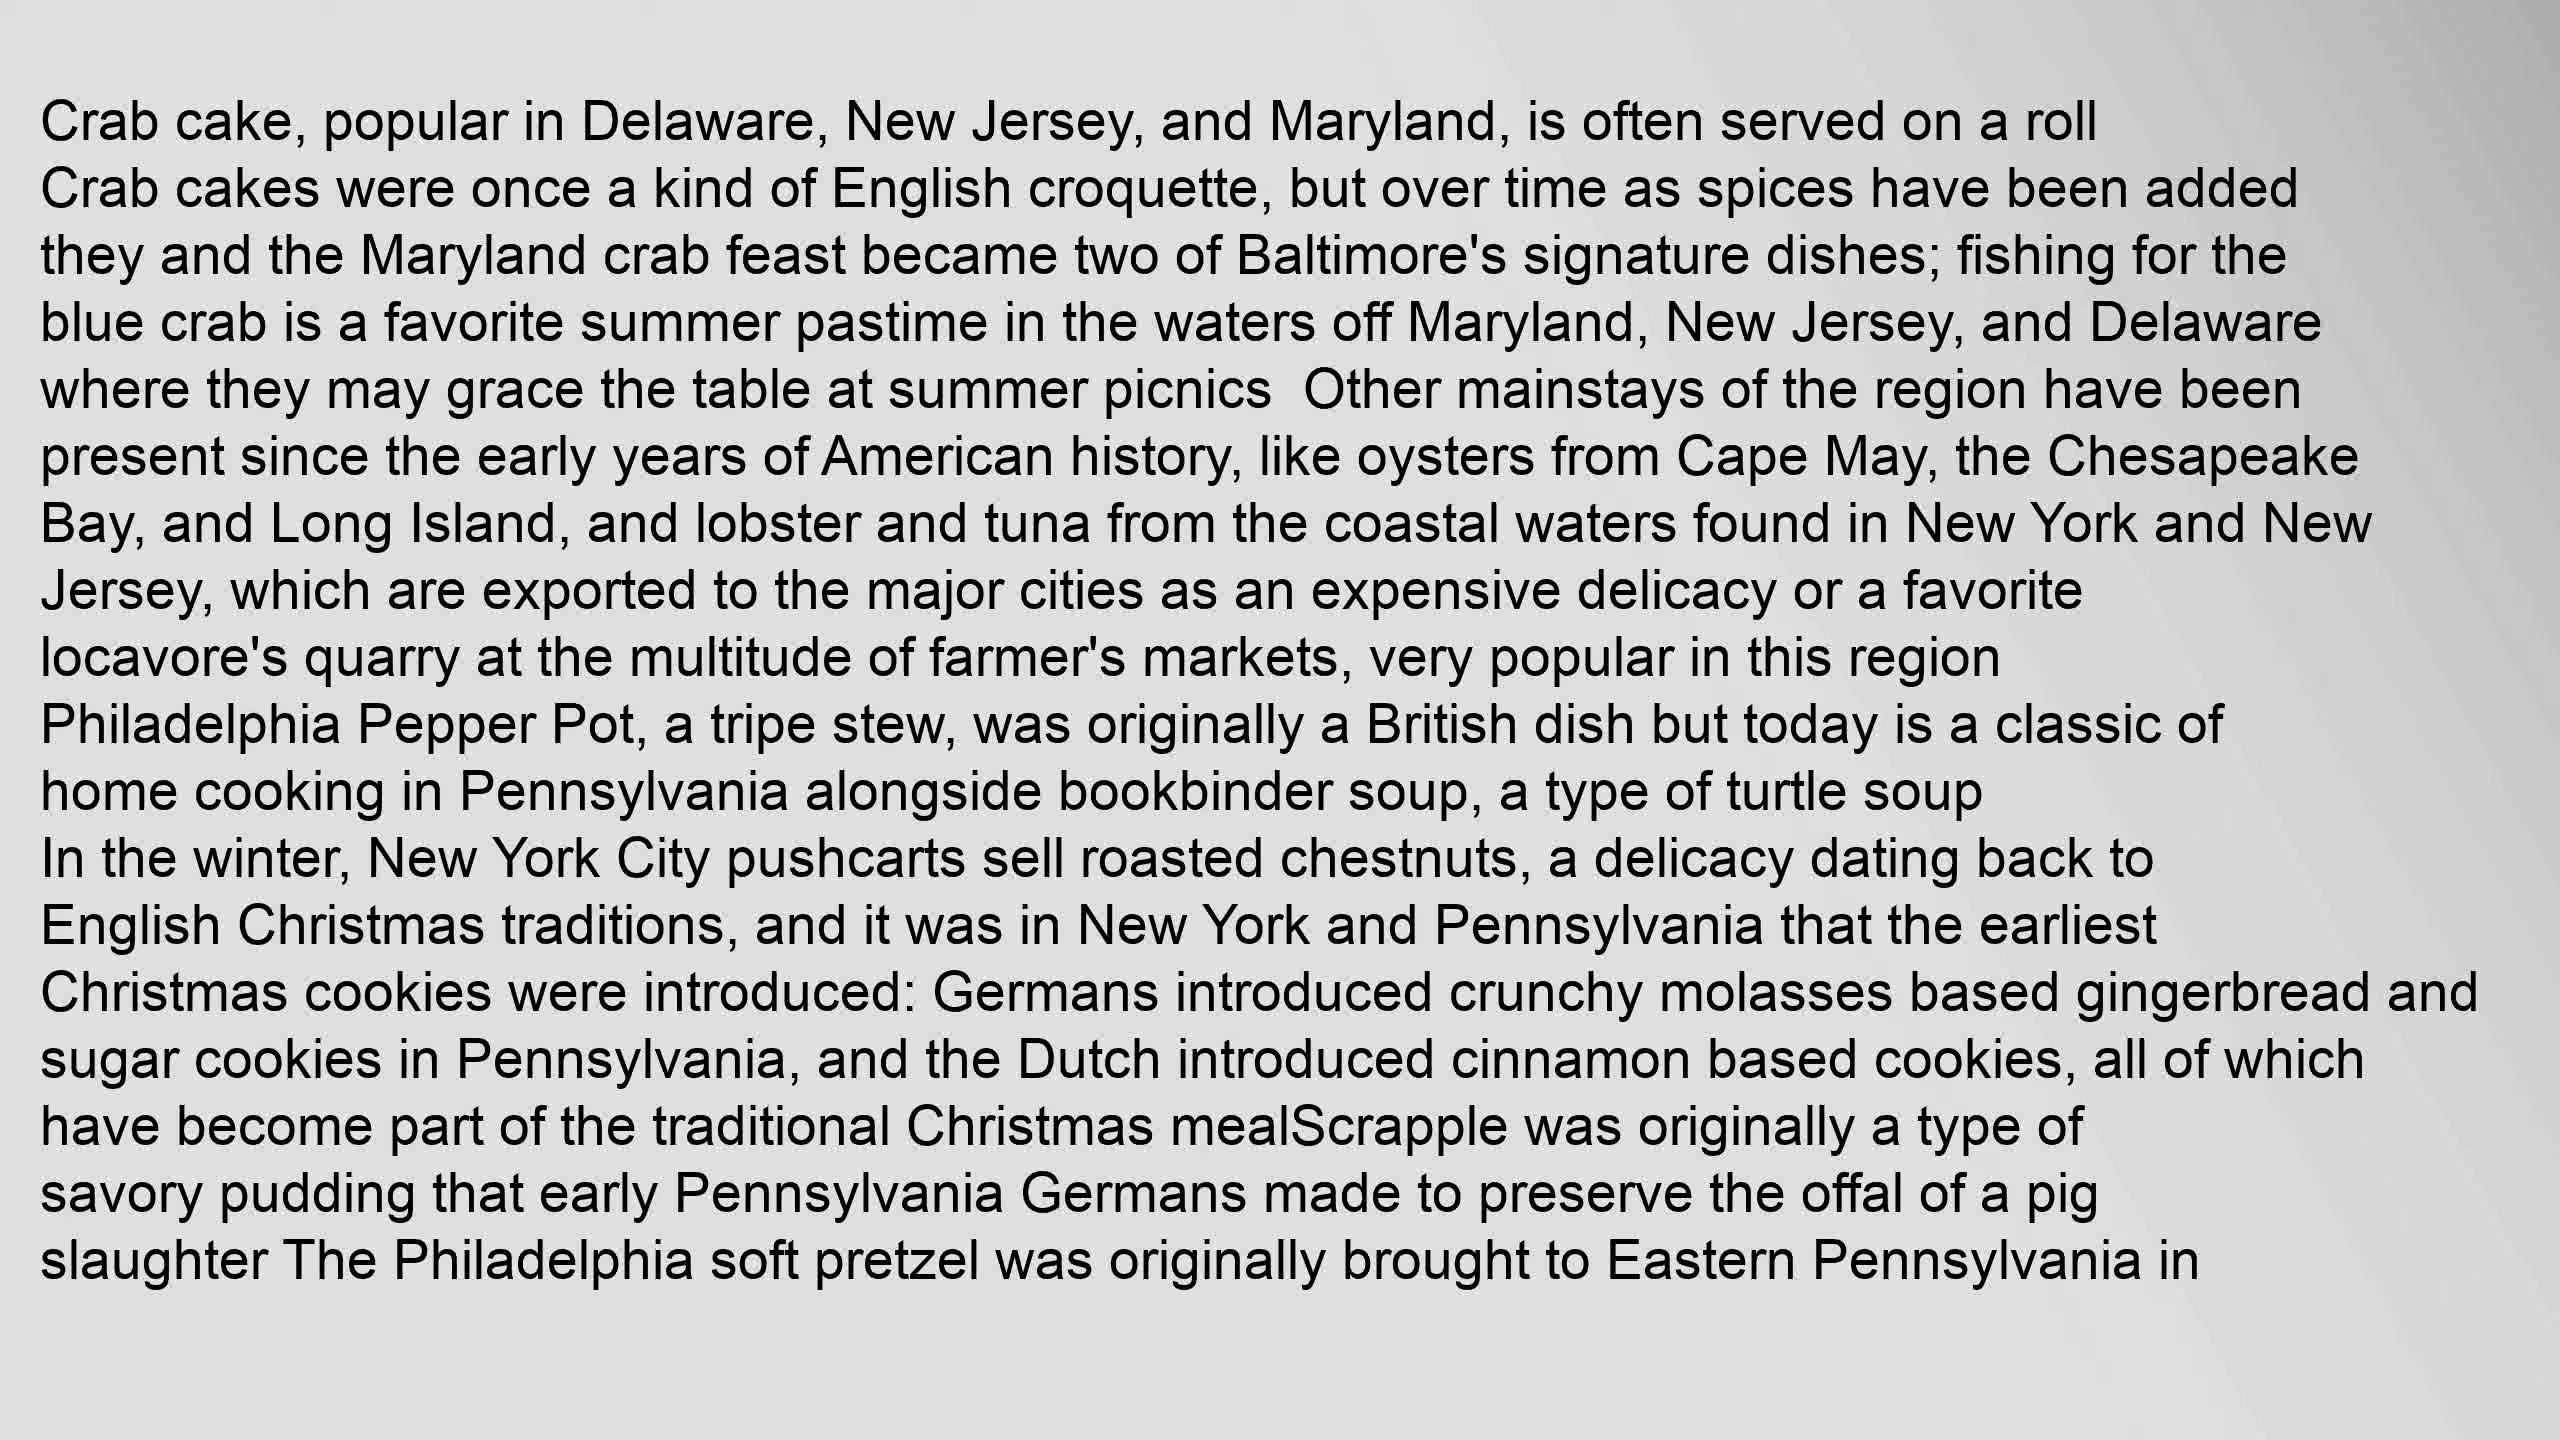 Crab cake, popular in Delaware, New Jersey, and Maryland, is often served on a roll
Crab cakes were once a kind of English croquette, but over time as spices have been added
they and the Maryland crab feast became two of Baltimore's signature dishes; fishing for the
blue crab is a favorite summer pastime in the waters off Maryland, New Jersey, and Delaware
where they may grace the table at summer picnics  Other mainstays of the region have been
present since the early years of American history, like oysters from Cape May, the Chesapeake
Bay, and Long Island, and lobster and tuna from the coastal waters found in New York and New
Jersey, which are exported to the major cities as an expensive delicacy or a favorite
locavore's quarry at the multitude of farmer's markets, very popular in this region
Philadelphia Pepper Pot, a tripe stew, was originally a British dish but today is a classic of
home cooking in Pennsylvania alongside bookbinder soup, a type of turtle soup
In the winter, New York City pushcarts sell roasted chestnuts, a delicacy dating back to
English Christmas traditions, and it was in New York and Pennsylvania that the earliest
Christmas cookies were introduced: Germans introduced crunchy molasses based gingerbread and
sugar cookies in Pennsylvania, and the Dutch introduced cinnamon based cookies, all of which
have become part of the traditional Christmas mealScrapple was originally a type of
savory pudding that early Pennsylvania Germans made to preserve the offal of a pig
slaughter The Philadelphia soft pretzel was originally brought to Eastern Pennsylvania in